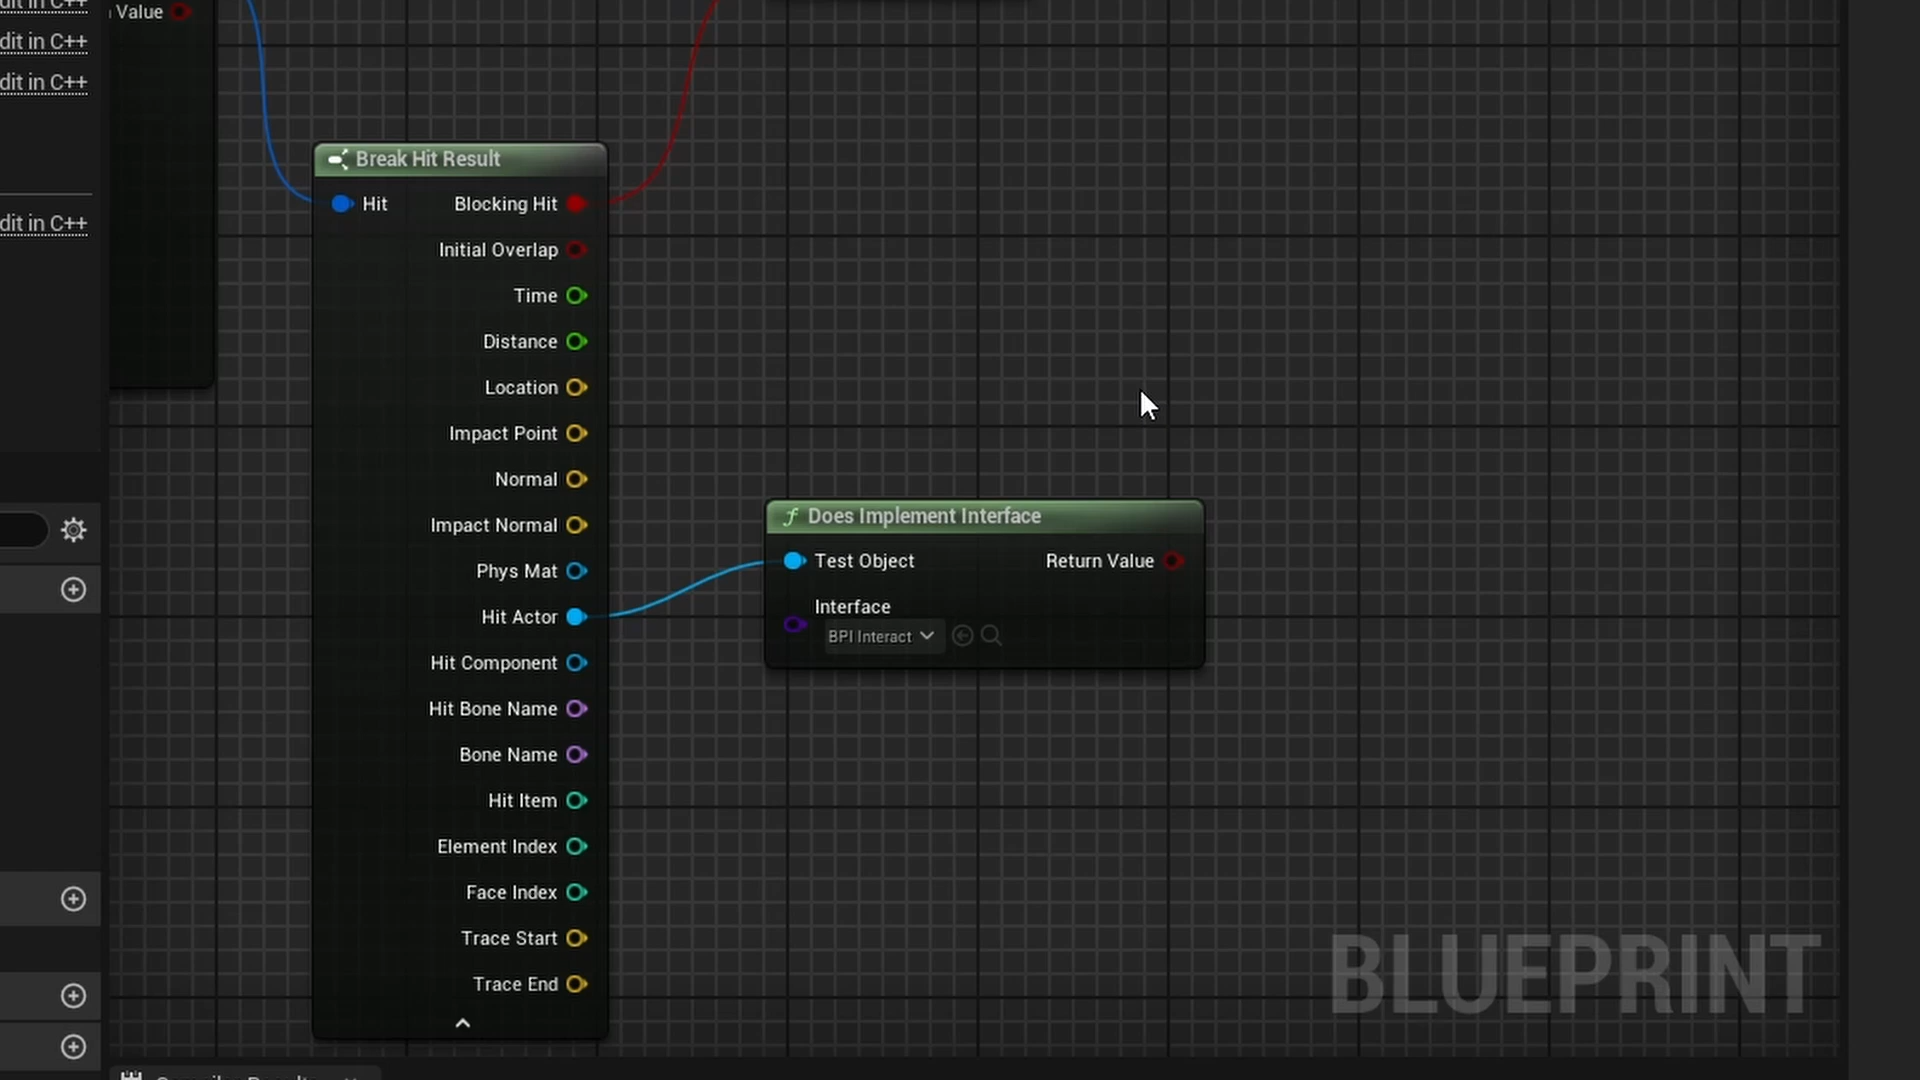 dit in C++
Value
dit in C++
dit in C++
dit in C++
Break Hit Result
Hit
Blocking Hit
Initial Overlap
Time
Distance
Location
Impact Point
Normal
Impact Normal
Phys Mat
Hit Actor
Hit Component
Hit Bone Name
Bone Name
Hit Item
Element Index
Face Index
Trace Start
Trace End
Does Implement Interface
Test Object
Return Value
Interface
BPI Interact
BLUEPRINT